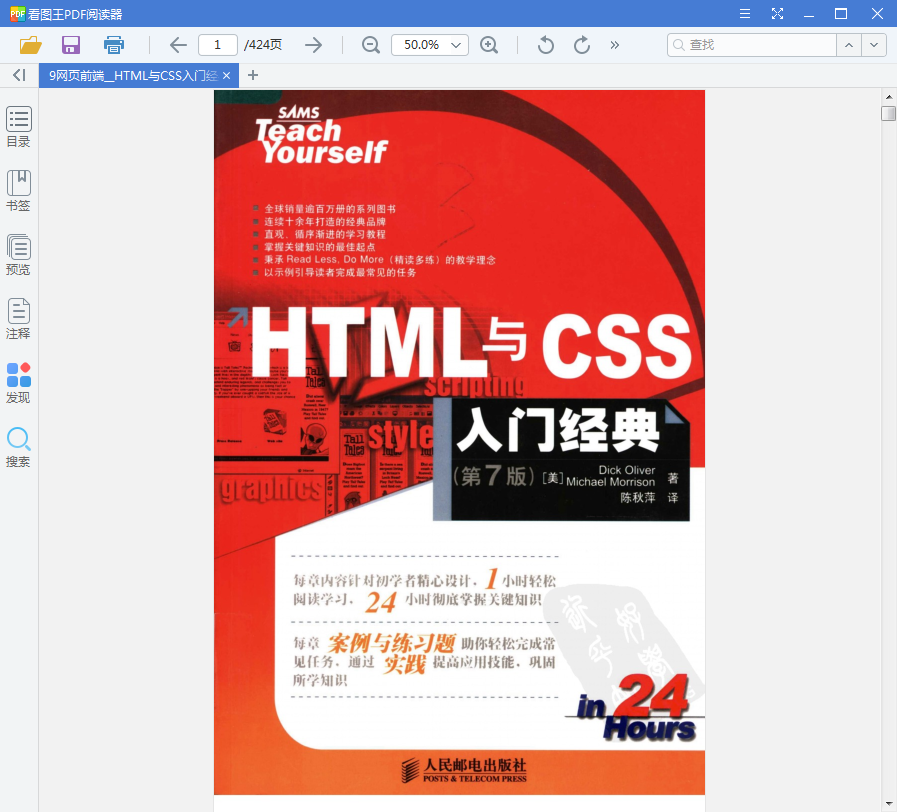 看图王PDF阅读器
1 /424页
50.0%
查找
9网页前端__HTML与CSS入门经
目录
书签
预览
注释
发现
搜索
SAMS
Teach
Yourself
全球销量逾百万册的系列图书
连续十余年打造的经典品牌
直观、循序渐进的学习教程
掌握关键知识的最佳起点
秉承 Read Less, Do More（精读多练）的教学理念
以示例引导读者完成最常见的任务
HTML与 CSS
scripting
style
graphics
入门经典
（第7版）
[美] Dick Oliver
Michael Morrison 著
陈秋萍 译
每章内容针对初学者精心设计，1 小时轻松
阅读学习，24 小时彻底掌握关键知识
每章 案例与练习题 助你轻松完成常
见任务，通过 实践 提高应用技能，巩固
所学知识
in 24
Hours
人民邮电出版社
POSTS & TELECOM PRESS